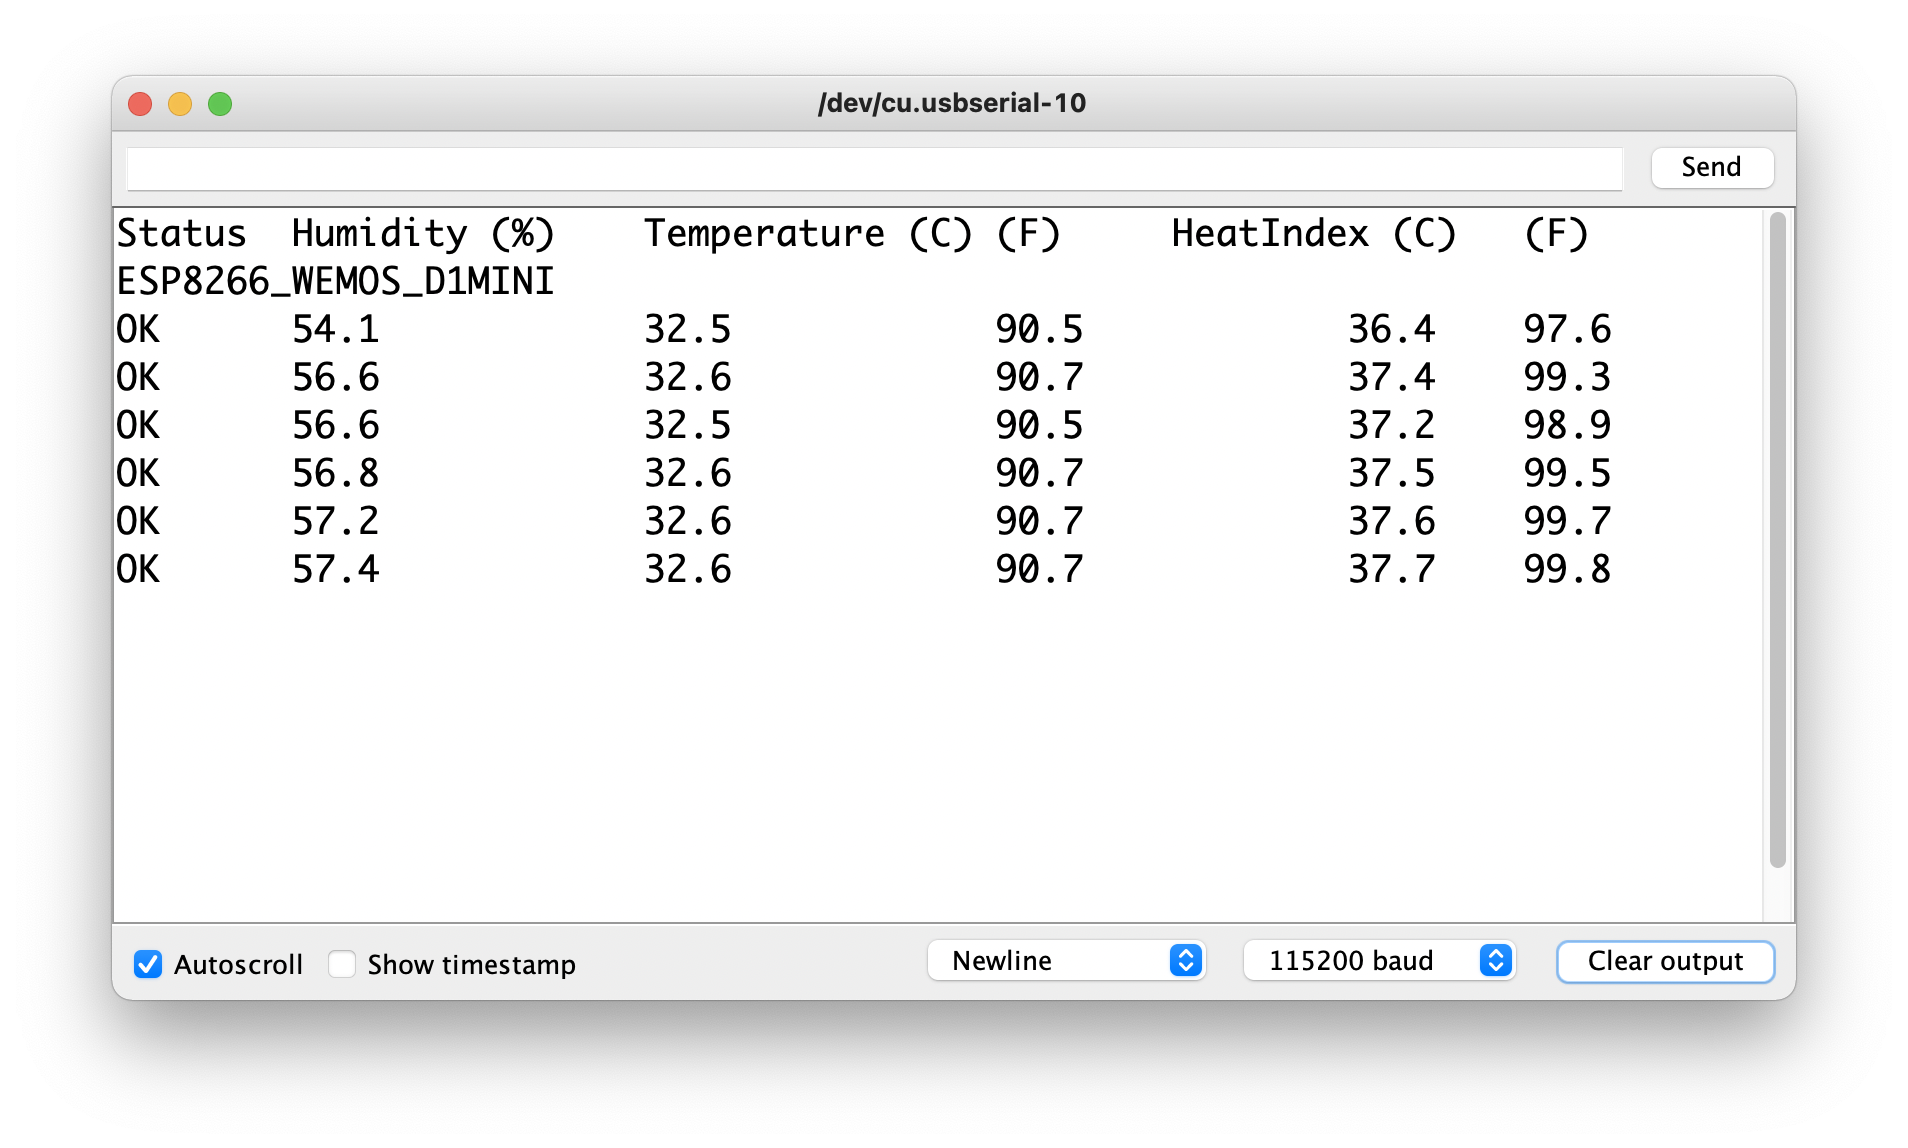 /dev/cu.usbserial-10
Send
Status Humidity (%) Temperature (C) (F) HeatIndex (C) (F)
ESP8266_WEMOS_D1MINI
OK 54.1 32.5 90.5 36.4 97.6
OK 56.6 32.6 90.7 37.4 99.3
OK 56.6 32.5 90.5 37.2 98.9
OK 56.8 32.6 90.7 37.5 99.5
OK 57.2 32.6 90.7 37.6 99.7
OK 57.4 32.6 90.7 37.7 99.8
Autoscroll Show timestamp Newline 115200 baud Clear output